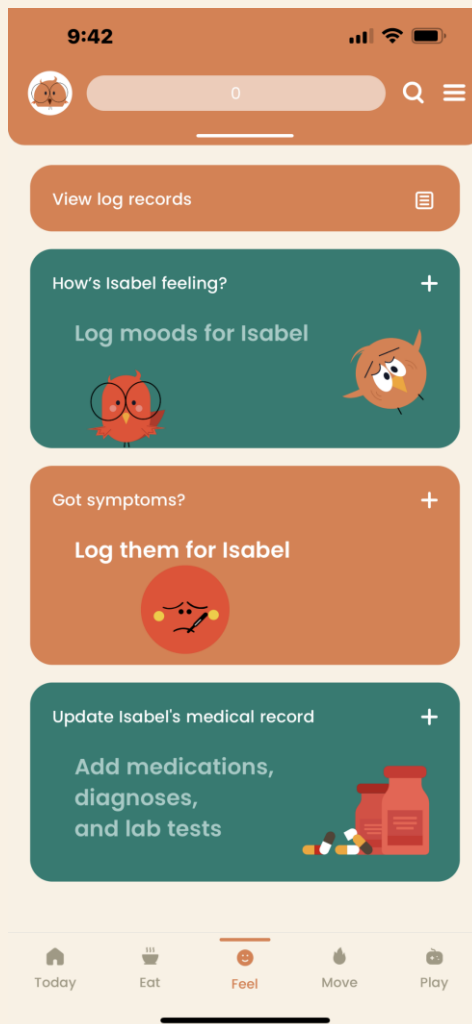 9:42
0
View log records
How’s Isabel feeling?
Log moods for Isabel
Got symptoms?
Log them for Isabel
Update Isabel's medical record
Add medications,
diagnoses,
and lab tests
Today Eat Feel Move Play